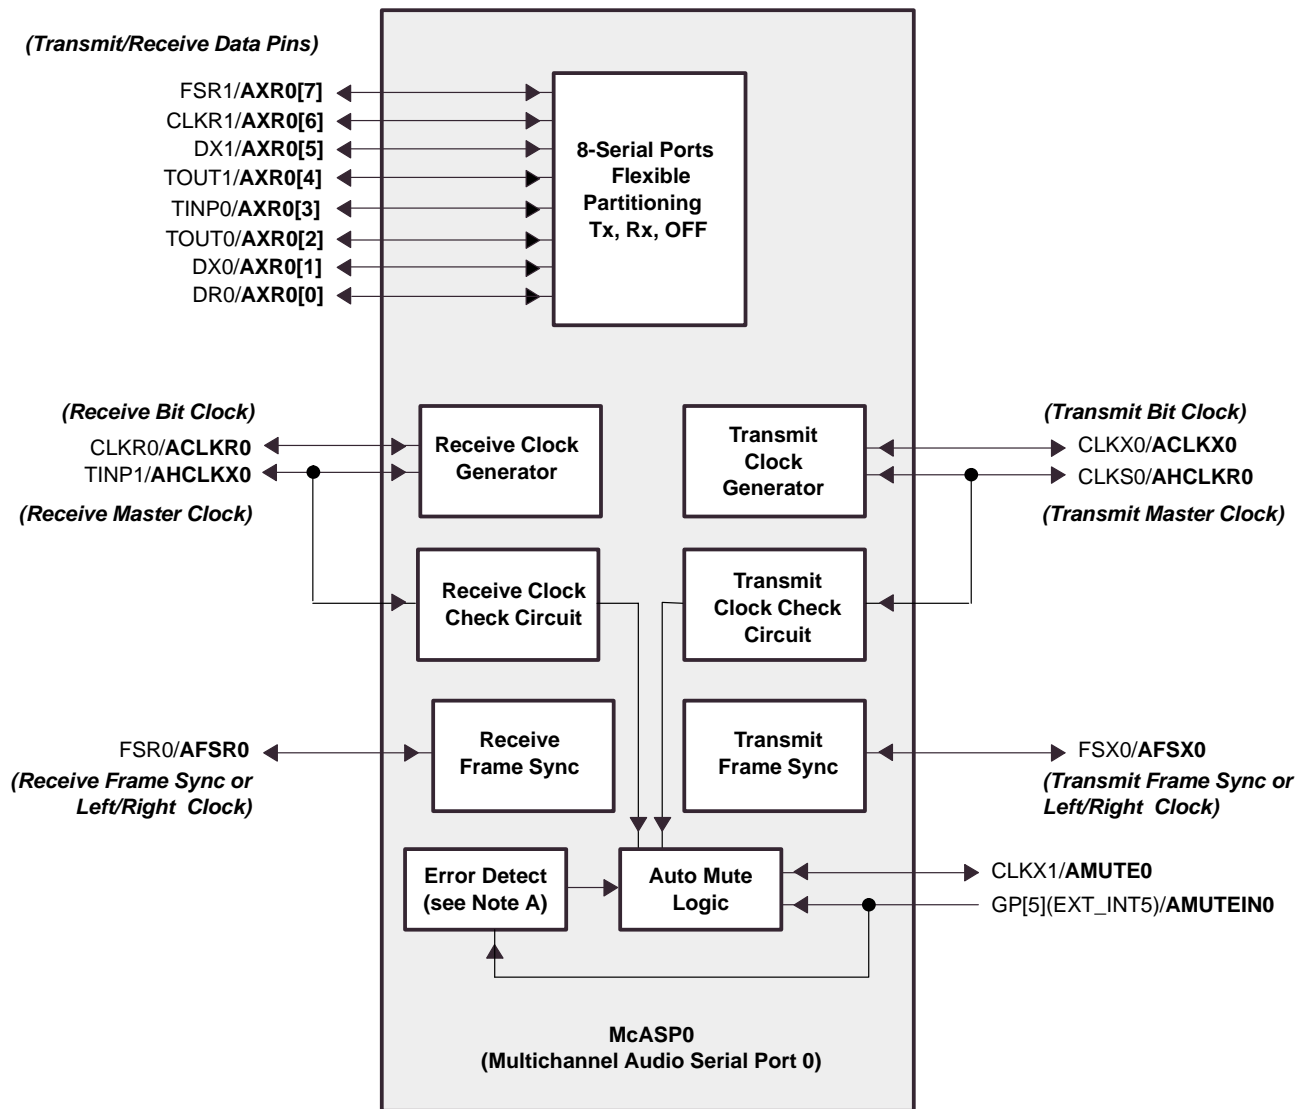 (Transmit/Receive Data Pins)
FSR1/AXR0[7]
CLKR1/AXR0[6]
DX1/AXR0[5]
TOUT1/AXR0[4]
TINP0/AXR0[3]
TOUT0/AXR0[2]
DX0/AXR0[1]
DR0/AXR0[0]
8-Serial Ports
Flexible
Partitioning
Tx, Rx, OFF
(Receive Bit Clock)
CLKR0/ACLKR0
TINP1/AHCLKX0
(Receive Master Clock)
Receive Clock
Generator
Transmit
Clock
Generator
(Transmit Bit Clock)
CLKX0/ACLKX0
CLKS0/AHCLKR0
(Transmit Master Clock)
Receive Clock
Check Circuit
Transmit
Clock Check
Circuit
FSR0/AFSR0
(Receive Frame Sync or
Left/Right Clock)
Receive
Frame Sync
Transmit
Frame Sync
FSX0/AFSX0
(Transmit Frame Sync or
Left/Right Clock)
Error Detect
(see Note A)
Auto Mute
Logic
CLKX1/AMUTE0
GP[5](EXT_INT5)/AMUTEIN0
McASP0
(Multichannel Audio Serial Port 0)